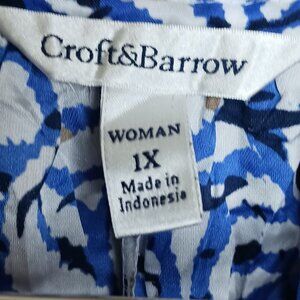 Croft&Barrow
WOMAN
1X
Made in
Indonesia